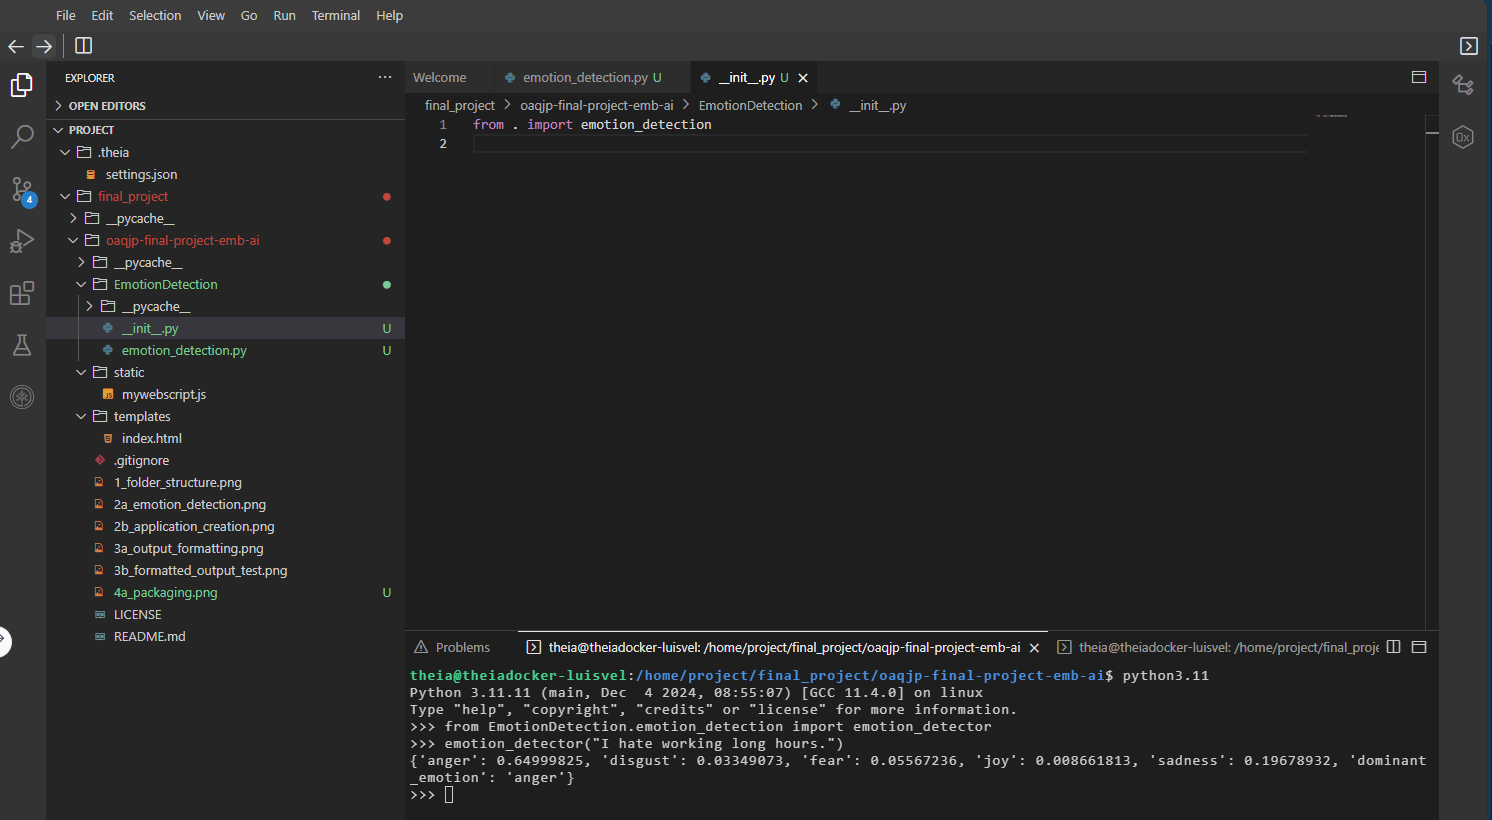 File Edit Selection View Go Run Terminal Help
EXPLORER
OPEN EDITORS
PROJECT
.theia
settings.json
final_project
__pycache__
oaqjp-final-project-emb-ai
__pycache__
EmotionDetection
__pycache__
__init__.py U
emotion_detection.py U
static
mywebscript.js
templates
index.html
.gitignore
1_folder_structure.png
2a_emotion_detection.png
2b_application_creation.png
3a_output_formatting.png
3b_formatted_output_test.png
4a_packaging.png U
LICENSE
README.md
4
Welcome emotion_detection.py U __init__.py U
final_project > oaqjp-final-project-emb-ai > EmotionDetection > __init__.py
1 from . import emotion_detection
2
Problems theia@theiadocker-luisvel: /home/project/final_project/oaqjp-final-project-emb-ai theia@theiadocker-luisvel: /home/project/final_proje
theia@theiadocker-luisvel:/home/project/final_project/oaqjp-final-project-emb-ai$ python3.11
Python 3.11.11 (main, Dec  4 2024, 08:55:07) [GCC 11.4.0] on linux
Type "help", "copyright", "credits" or "license" for more information.
>>> from EmotionDetection.emotion_detection import emotion_detector
>>> emotion_detector("I hate working long hours.")
{'anger': 0.64999825, 'disgust': 0.03349073, 'fear': 0.05567236, 'joy': 0.008661813, 'sadness': 0.19678932, 'dominant
_emotion': 'anger'}
>>>
0x